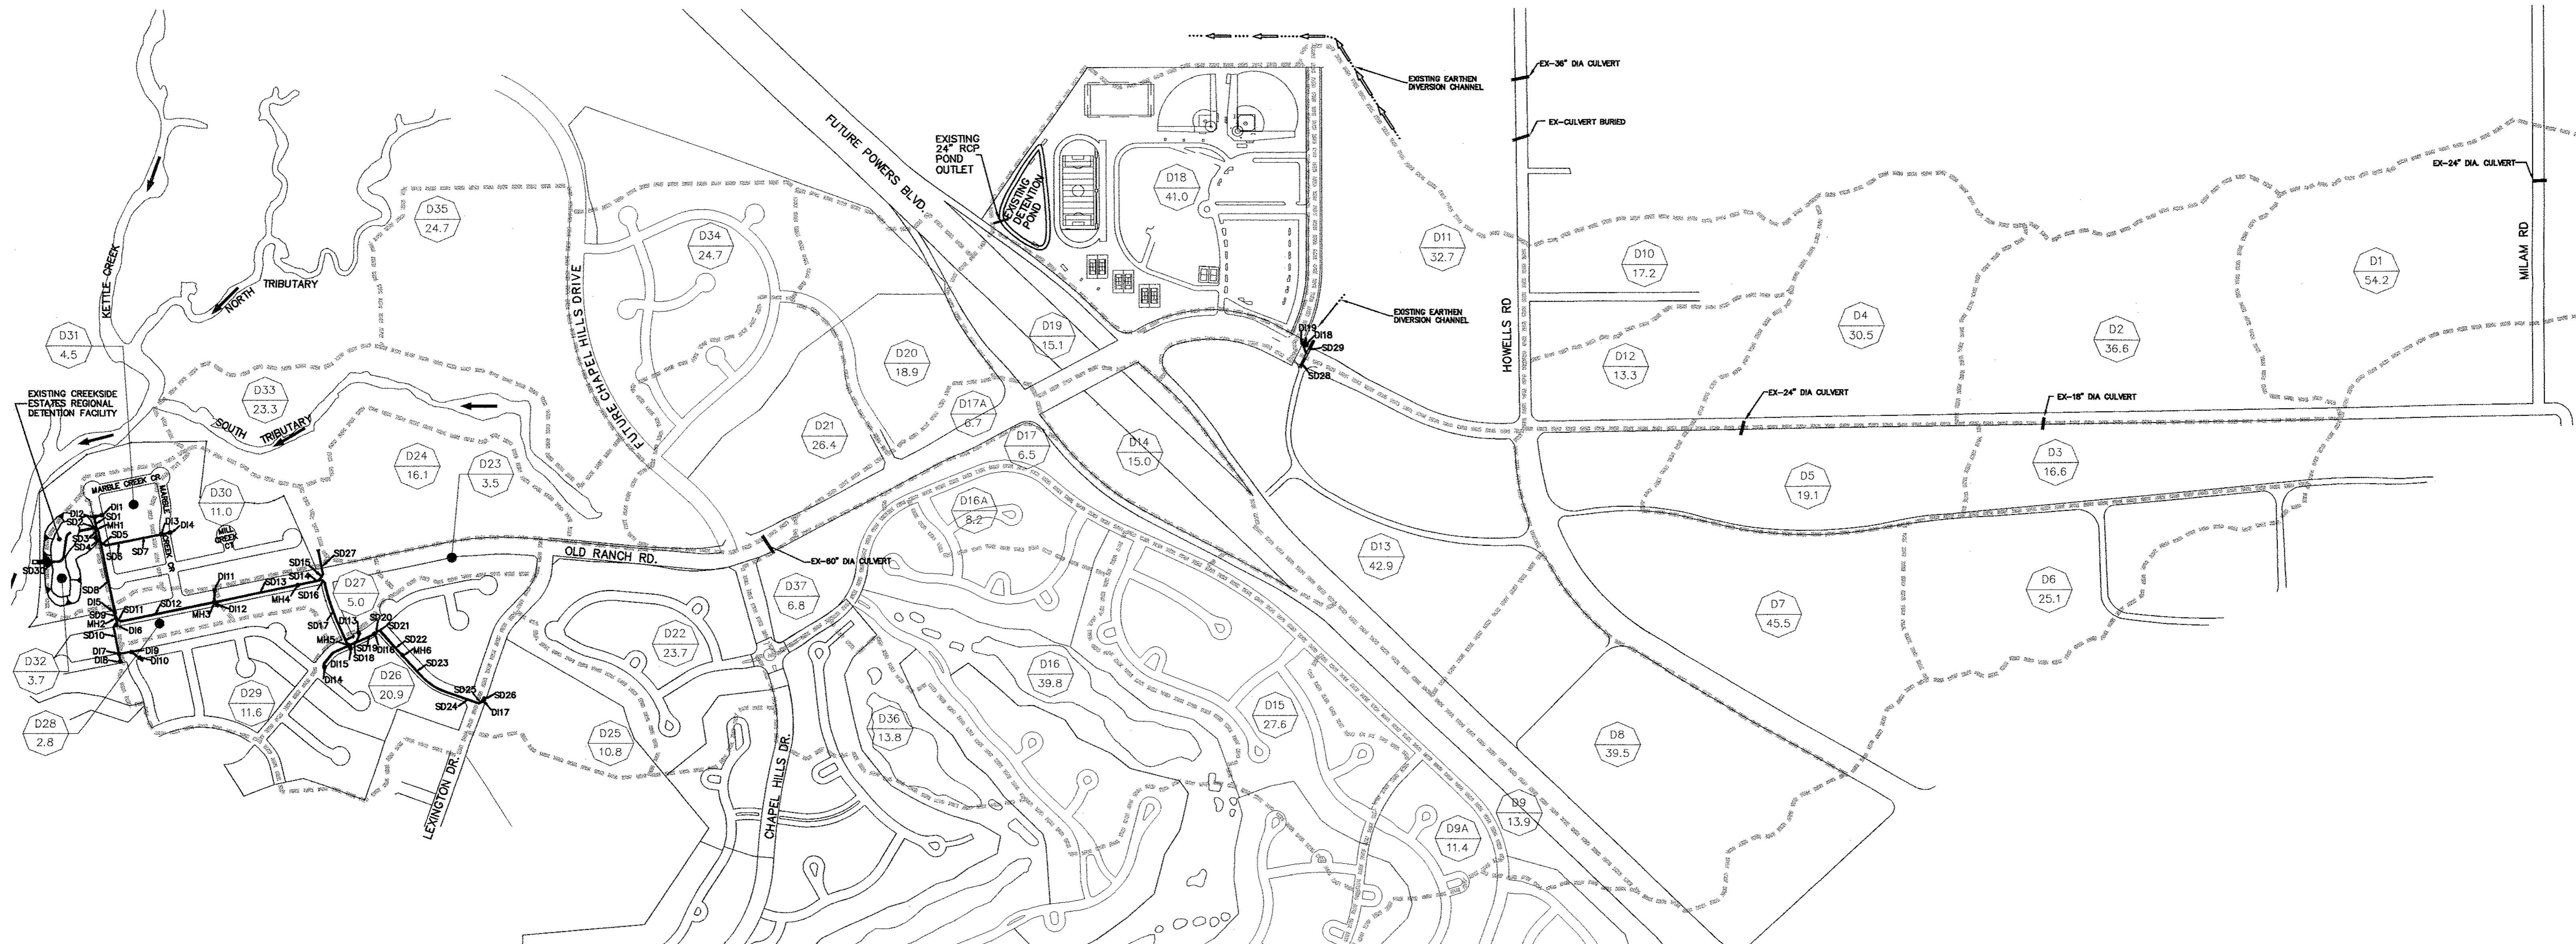 EX-36" DIA CULVERT
EXISTING EARTHEN
DIVERSION CHANNEL
EX-CULVERT BURIED
EX-24" DIA. CULVERT
MILAM RD
HOWELLS RD
FUTURE POWERS BLVD.
EXISTING
24" RCP
POND
OUTLET
EXISTING
DETENTION
POND
D18
41.0
D35
24.7
D34
24.7
D11
32.7
D10
17.2
D1
54.2
KETTLE CREEK
NORTH
TRIBUTARY
FUTURE CHAPEL HILLS DRIVE
D31
4.5
D19
15.1
EXISTING EARTHEN
DIVERSION CHANNEL
DI19
DI18
SD29
SD28
D4
30.5
D2
36.6
D12
13.3
D20
18.9
EXISTING CREEKSIDE
ESTATES REGIONAL
DETENTION FACILITY
D33
23.3
SOUTH
TRIBUTARY
D17A
6.7
EX-24" DIA CULVERT
EX-18" DIA CULVERT
D21
26.4
D17
6.5
D14
15.0
D24
16.1
D23
3.5
D3
16.6
D5
19.1
MARBLE CREEK CR
MARBLE CREEK CR
D30
11.0
MILL
CREEK
CT
D16A
8.2
DI1
DI2
SD1
SD2
MH1
DI3
DI4
SD3
SD5
SD4
SD6
SD7
SD30
OLD RANCH RD.
EX-60" DIA CULVERT
D13
42.9
SD27
SD15
SD14
SD13
DI11
SD8
D27
5.0
MH4
SD16
D37
6.8
D6
25.1
D7
45.5
DI5
SD11
SD12
DI12
SD9
MH3
MH2
DI6
SD10
SD17
DI13
SD20
SD21
SD22
MH5
SD19
DI16
MH6
SD18
SD23
DI7
DI9
DI8
DI10
DI15
DI14
D22
23.7
D32
3.7
D16
39.8
D26
20.9
SD25
SD26
SD24
DI17
D29
11.6
D15
27.6
D28
2.8
D36
13.8
D25
10.8
D8
39.5
LEXINGTON DR.
CHAPEL HILLS DR.
D9
13.9
D9A
11.4